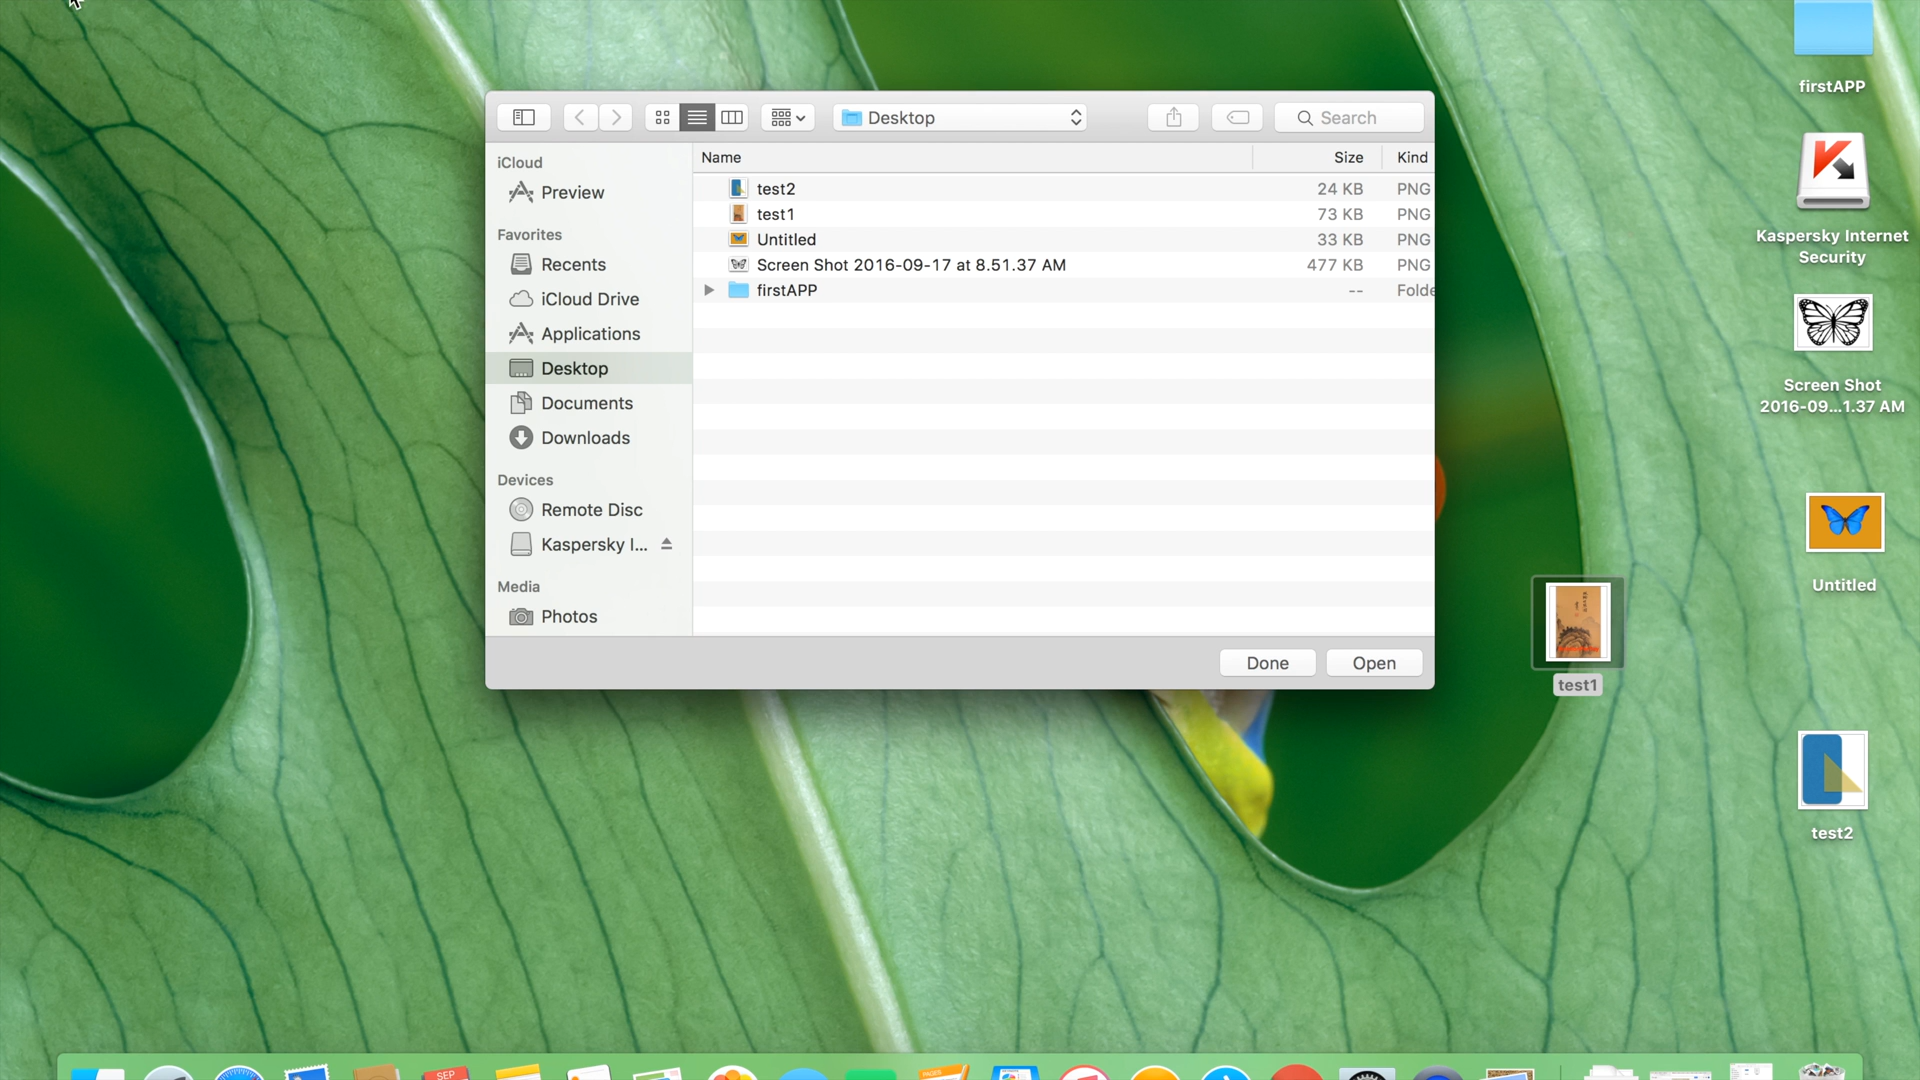 Desktop
Search
iCloud
Preview
Favorites
Recents
iCloud Drive
Applications
Desktop
Documents
Downloads
Devices
Remote Disc
Kaspersky I...
Media
Photos
Name Size Kind
test2 24 KB PNG
test1 73 KB PNG
Untitled 33 KB PNG
Screen Shot 2016-09-17 at 8.51.37 AM 477 KB PNG
firstAPP -- Folde
Done Open
firstAPP
Kaspersky Internet
Security
Screen Shot
2016-09...1.37 AM
Untitled
test1
test2
SEP
PAGES